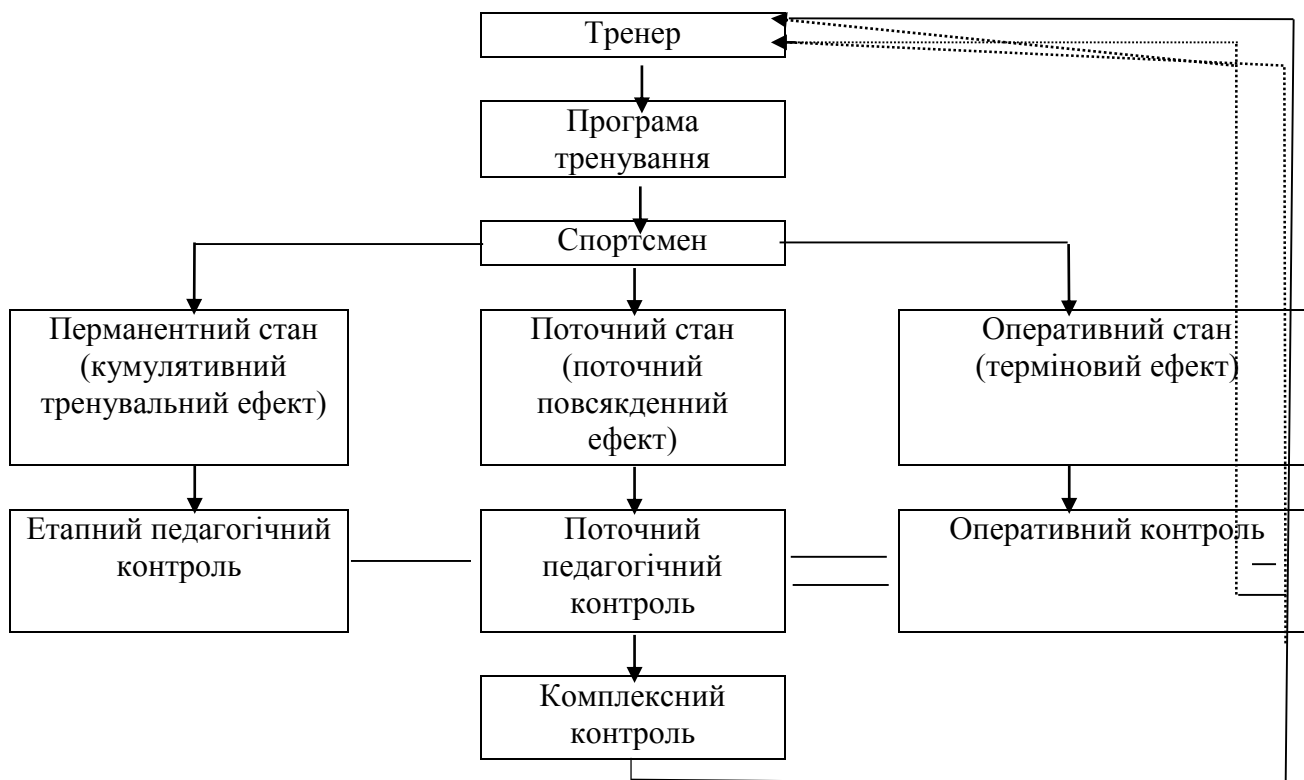 Тренер
Програма
тренування
Спортсмен
Перманентний стан
(кумулятивний
тренувальний ефект)
Поточний стан
(поточний
повсякденний
ефект)
Оперативний стан
(терміновий ефект)
Етапний педагогічний
контроль
Поточний
педагогічний
контроль
Оперативний контроль
Комплексний
контроль